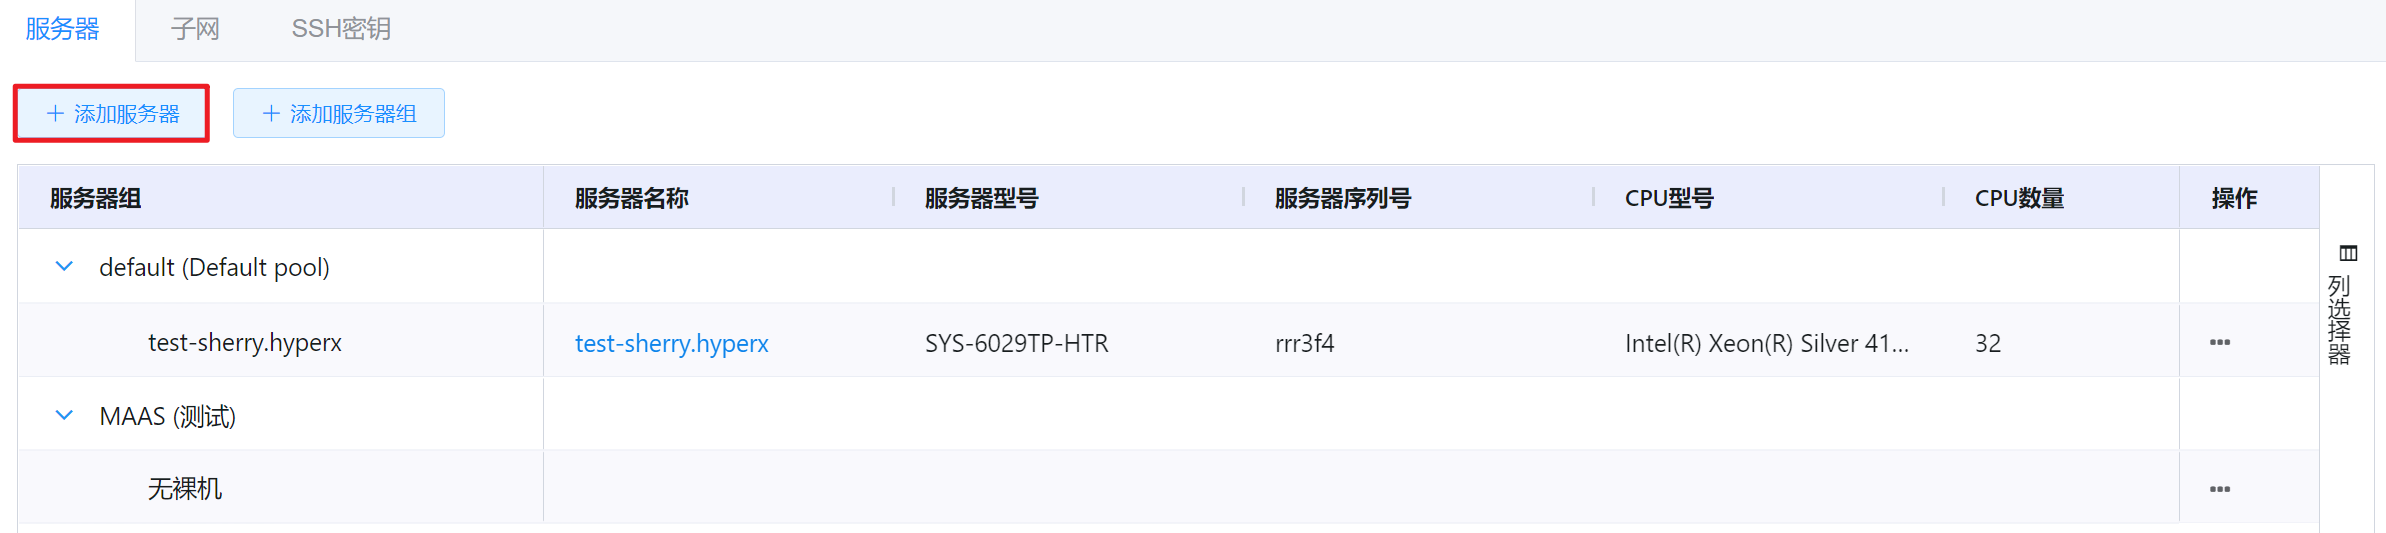 服务器 子网 SSH密钥
+ 添加服务器 + 添加服务器组
服务器组 服务器名称 服务器型号 服务器序列号 CPU型号 CPU数量 操作
default (Default pool)
test-sherry.hyperx test-sherry.hyperx SYS-6029TP-HTR rrr3f4 Intel(R) Xeon(R) Silver 41... 32 ...
MAAS (测试)
无裸机 ...
列选择器